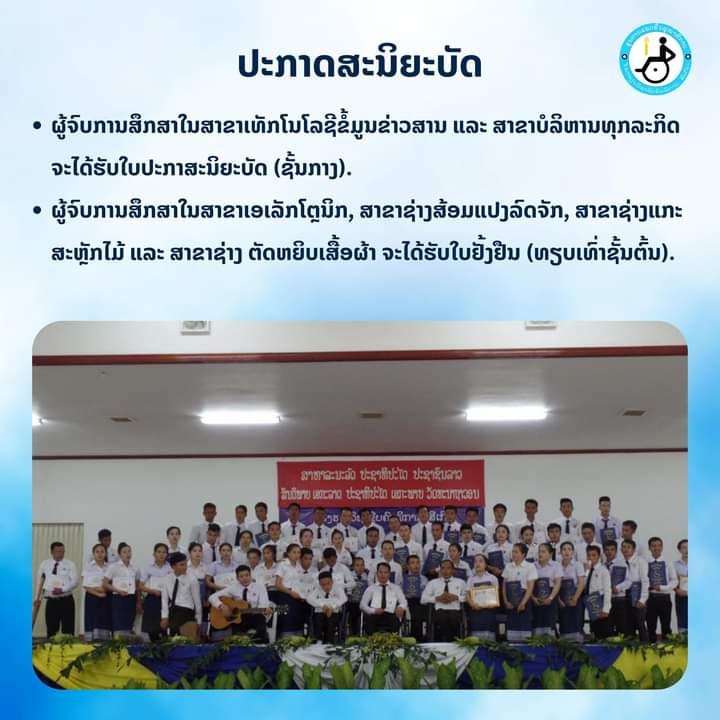 ປະກາດສະນິຍະບັດ
• ຜູ້ຈົບການສຶກສາໃນສາຂາເທັກໂນໂລຊີຂໍ້ມູນຂ່າວສານ ແລະ ສາຂາບໍລິຫານທຸລະກິດ
ຈະໄດ້ຮັບໃບປະກາສະນິຍະບັດ (ຊັ້ນກາງ).
• ຜູ້ຈົບການສຶກສາໃນສາຂາເອເລັກໂຕຼນິກ, ສາຂາຊ່າງສ້ອມແປງລົດຈັກ, ສາຂາຊ່າງແກະ
ສະຫຼັກໄມ້ ແລະ ສາຂາຊ່າງ ຕັດຫຍິບເສື້ອຜ້າ ຈະໄດ້ຮັບໃບຢັ້ງຢືນ (ທຽບເທົ່າຊັ້ນຕົ້ນ).
ສາທາລະນະລັດ ປະຊາທິປະໄຕ ປະຊາຊົນລາວ
ສັນຕິພາບ ເອກະລາດ ປະຊາທິປະໄຕ ເອກະພາບ ວັດທະນາຖາວອນ